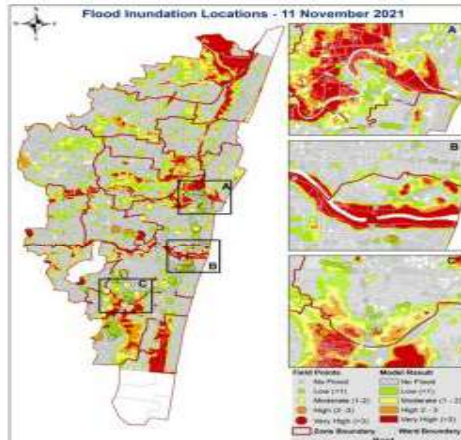 Flood Inundation Locations - 11 November 2021
N
A
B
C
A
B
C
Field Points
No Flood
Low (<1)
Moderate (1-2)
High (2-3)
Very High (>3)
Zone Boundary
Model Result
No Flood
Low (<1)
Moderate (1 - 2)
High 2 - 3
Very High (>3)
Ward Boundary